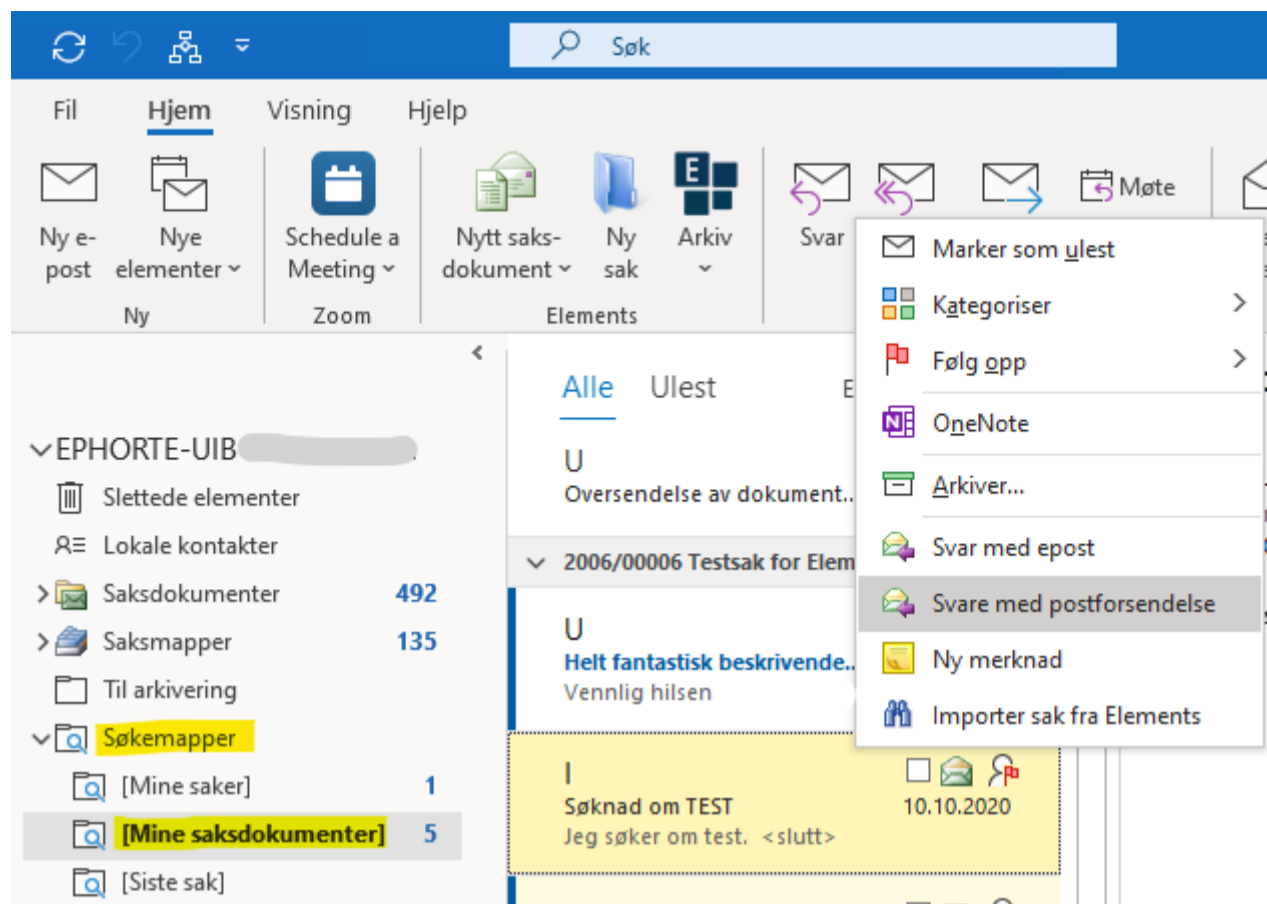 Søk
Fil Hjem Visning Hjelp
Ny e-
post
Nye
elementer
Ny
Schedule a
Meeting
Zoom
Nytt saks-
dokument
Ny
sak
Arkiv
Elements
Svar
Møte
Marker som ulest
Kategoriser
Følg opp
OneNote
Arkiver...
Svar med epost
Svare med postforsendelse
Ny merknad
Importer sak fra Elements
EPHORTE-UIB
Slettede elementer
Lokale kontakter
Saksdokumenter 492
Saksmapper 135
Til arkivering
Søkemapper
[Mine saker] 1
[Mine saksdokumenter] 5
[Siste sak]
Alle Ulest
U
Oversendelse av dokument...
2006/00006 Testsak for Elem
U
Helt fantastisk beskrivende...
Vennlig hilsen
I
Søknad om TEST 10.10.2020
Jeg søker om test. <slutt>